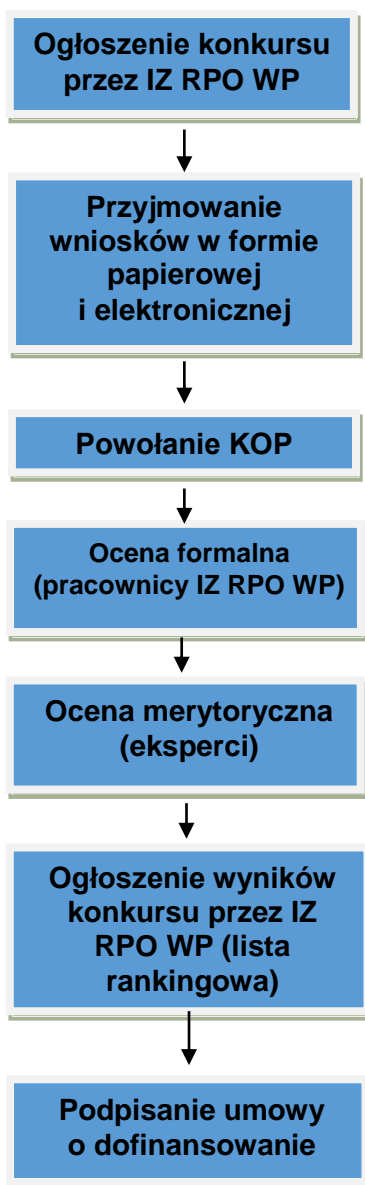 Ogłoszenie konkursu
przez IZ RPO WP
Przyjmowanie
wniosków w formie
papierowej
i elektronicznej
Powołanie KOP
Ocena formalna
(pracownicy IZ RPO WP)
Ocena merytoryczna
(eksperci)
Ogłoszenie wyników
konkursu przez IZ
RPO WP (lista
rankingowa)
Podpisanie umowy
o dofinansowanie